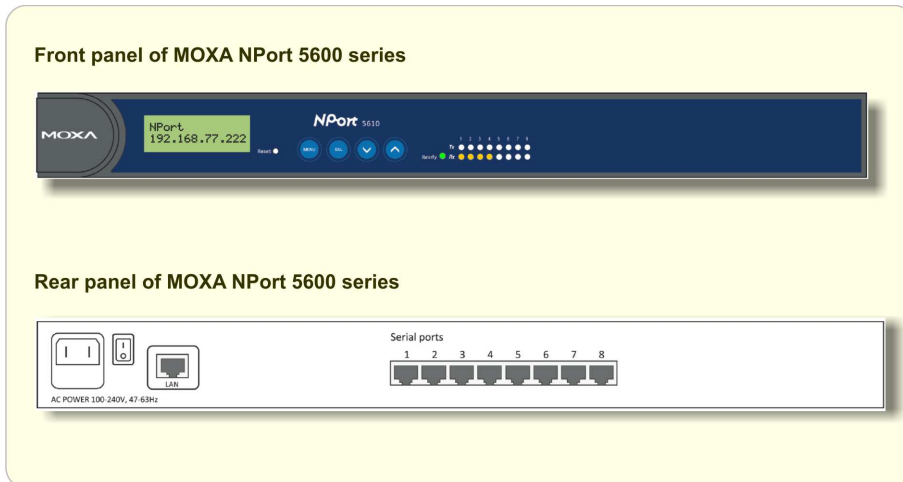 Front panel of MOXA NPort 5600 series
MOXA
NPort
192.168.77.222
Reset
NPort 5610
MENU
SEL
Ready
1 2 3 4 5 6 7 8
Tx
Rx
Rear panel of MOXA NPort 5600 series
LAN
AC POWER 100-240V, 47-63Hz
Serial ports
1 2 3 4 5 6 7 8